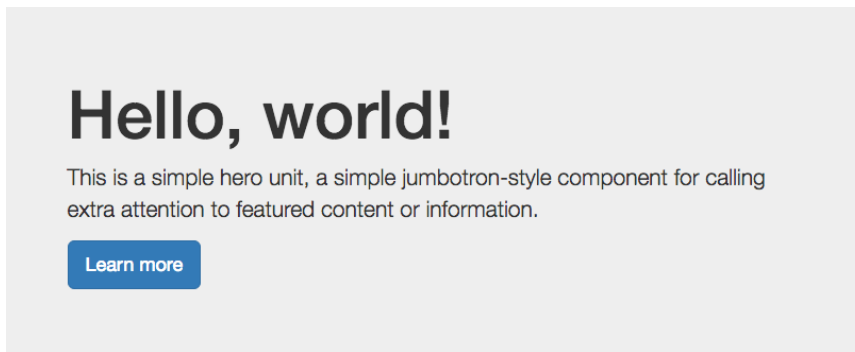 Hello, world!
This is a simple hero unit, a simple jumbotron-style component for calling
extra attention to featured content or information.
Learn more